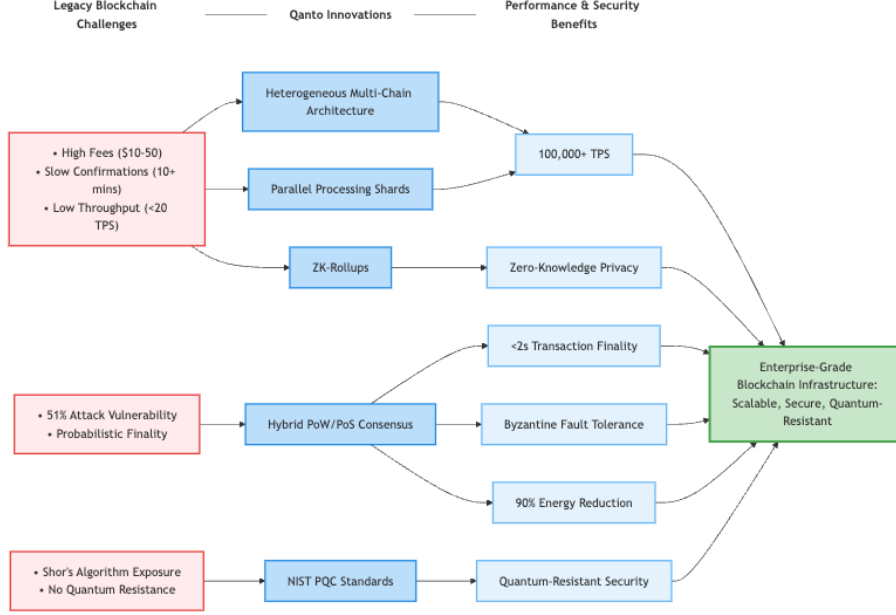 Legacy Blockchain
Challenges
Qanto Innovations
Performance & Security
Benefits
Heterogeneous Multi-Chain
Architecture
• High Fees ($10-50)
• Slow Confirmations (10+
mins)
• Low Throughput (<20
TPS)
100,000+ TPS
Parallel Processing Shards
ZK-Rollups
Zero-Knowledge Privacy
<2s Transaction Finality
Enterprise-Grade
Blockchain Infrastructure:
Scalable, Secure, Quantum-
Resistant
• 51% Attack Vulnerability
• Probabilistic Finality
Hybrid PoW/PoS Consensus
Byzantine Fault Tolerance
90% Energy Reduction
• Shor's Algorithm Exposure
• No Quantum Resistance
NIST PQC Standards
Quantum-Resistant Security